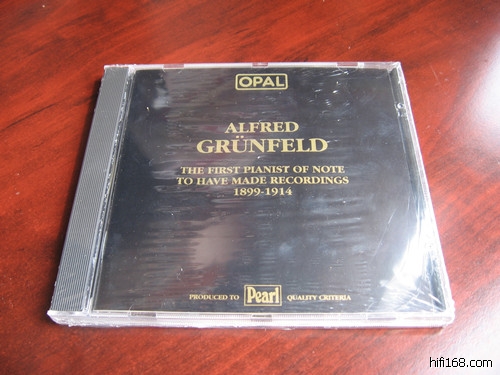 OPAL
ALFRED
GRÜNFELD
THE FIRST PIANIST OF NOTE
TO HAVE MADE RECORDINGS
1899-1914
PRODUCED TO Pearl QUALITY CRITERIA
hifi168.com